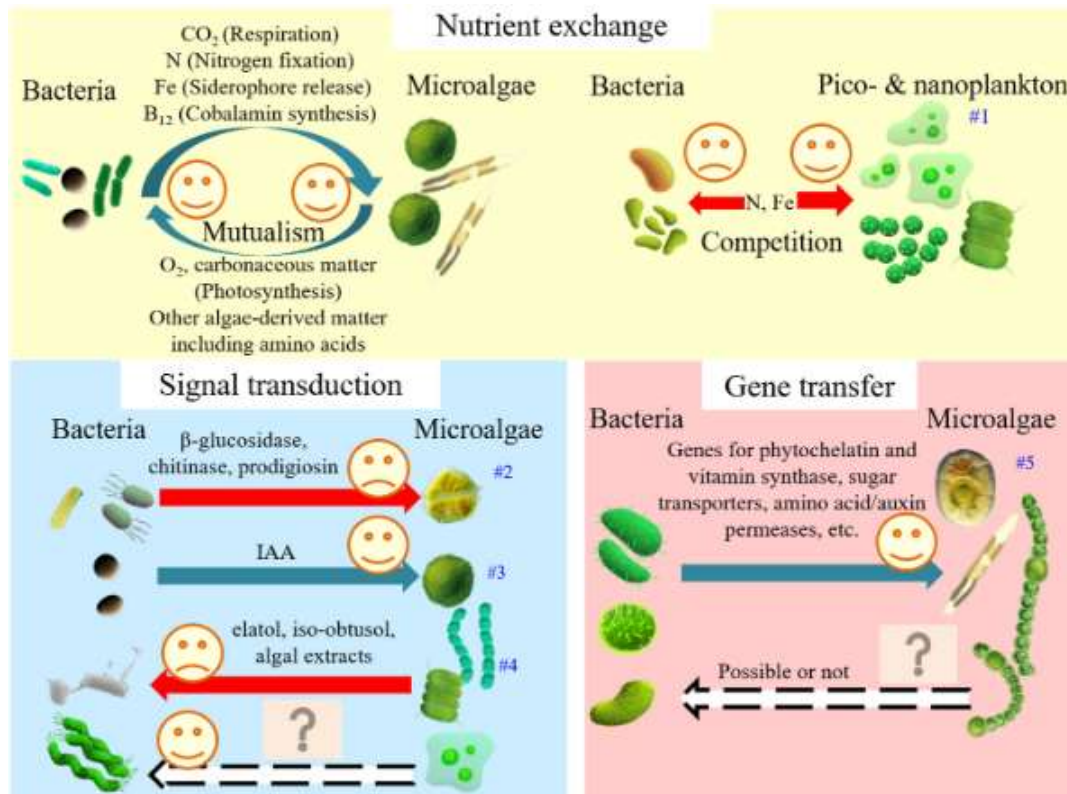 Nutrient exchange
CO₂ (Respiration)
N (Nitrogen fixation)
Fe (Siderophore release)
B₁₂ (Cobalamin synthesis)
Bacteria
Microalgae
Mutualism
O₂, carbonaceous matter
(Photosynthesis)
Other algae-derived matter
including amino acids
Bacteria
Pico- & nanoplankton
#1
N, Fe
Competition
Signal transduction
Bacteria
Microalgae
β-glucosidase,
chitinase, prodigiosin
#2
IAA
#3
elatol, iso-obtusol,
algal extracts
#4
?
Gene transfer
Bacteria
Microalgae
Genes for phytochelatin and
vitamin synthase, sugar
transporters, amino acid/auxin
permeases, etc.
#5
?
Possible or not